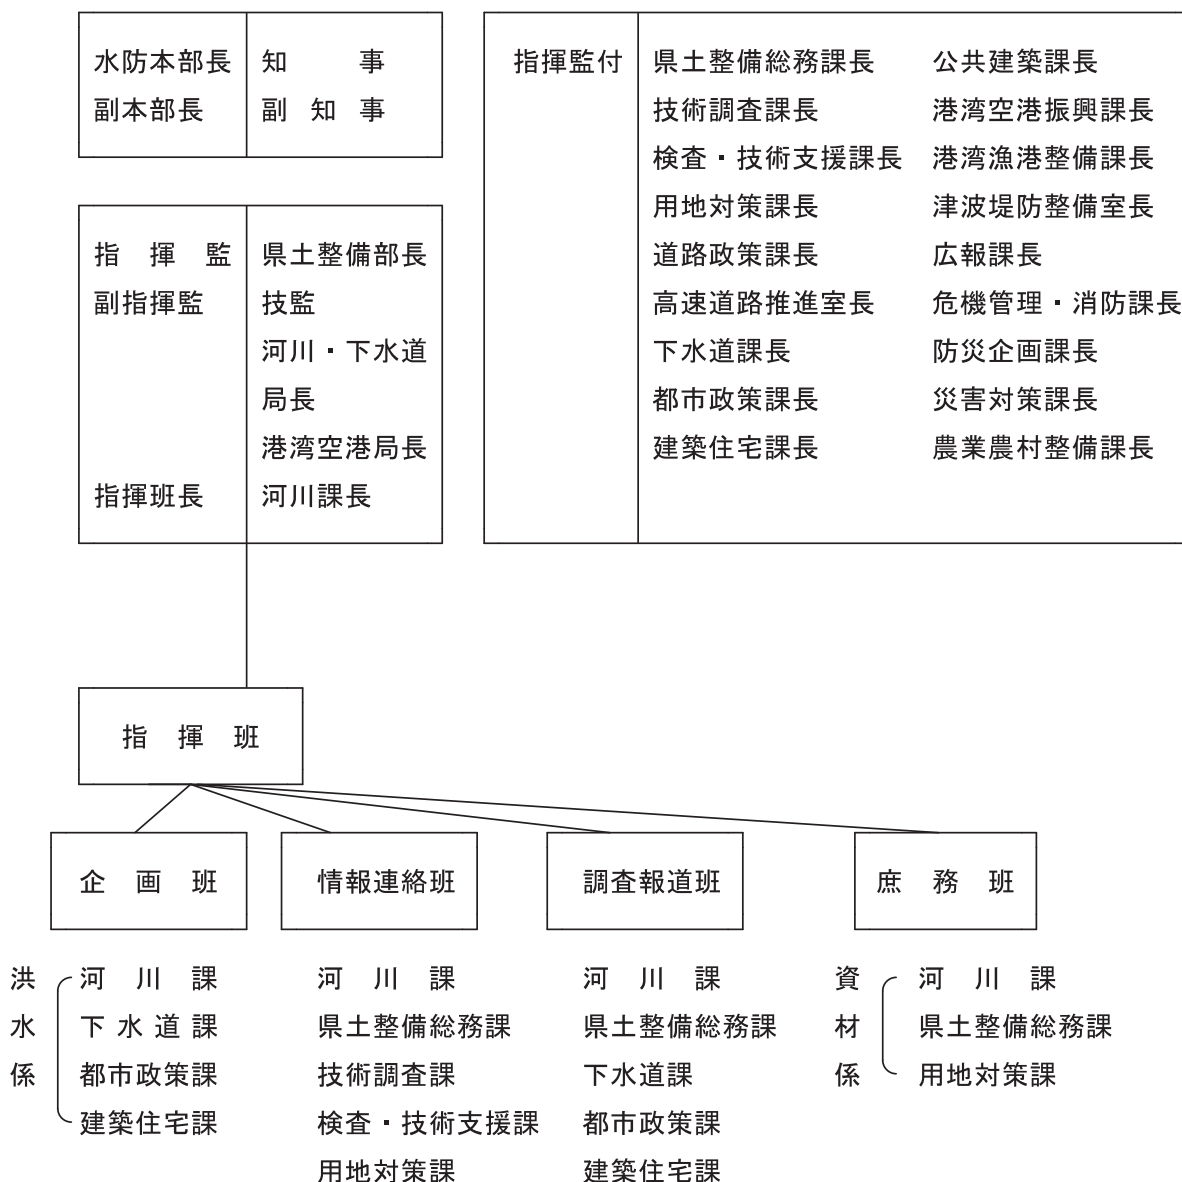 水防本部長 知事
副本部長 副知事
指揮監 県土整備部長
副指揮監 技監
河川・下水道
局長
港湾空港局長
指揮班長 河川課長
指揮監付 県土整備総務課長 公共建築課長
技術調査課長 港湾空港振興課長
検査・技術支援課長 港湾漁港整備課長
用地対策課長 津波堤防整備室長
道路政策課長 広報課長
高速道路推進室長 危機管理・消防課長
下水道課長 防災企画課長
都市政策課長 災害対策課長
建築住宅課長 農業農村整備課長
指揮班
企画班
洪水係
河川課
下水道課
都市政策課
建築住宅課
情報連絡班
河川課
県土整備総務課
技術調査課
検査・技術支援課
用地対策課
調査報道班
河川課
県土整備総務課
下水道課
都市政策課
建築住宅課
庶務班
資材係
河川課
県土整備総務課
用地対策課